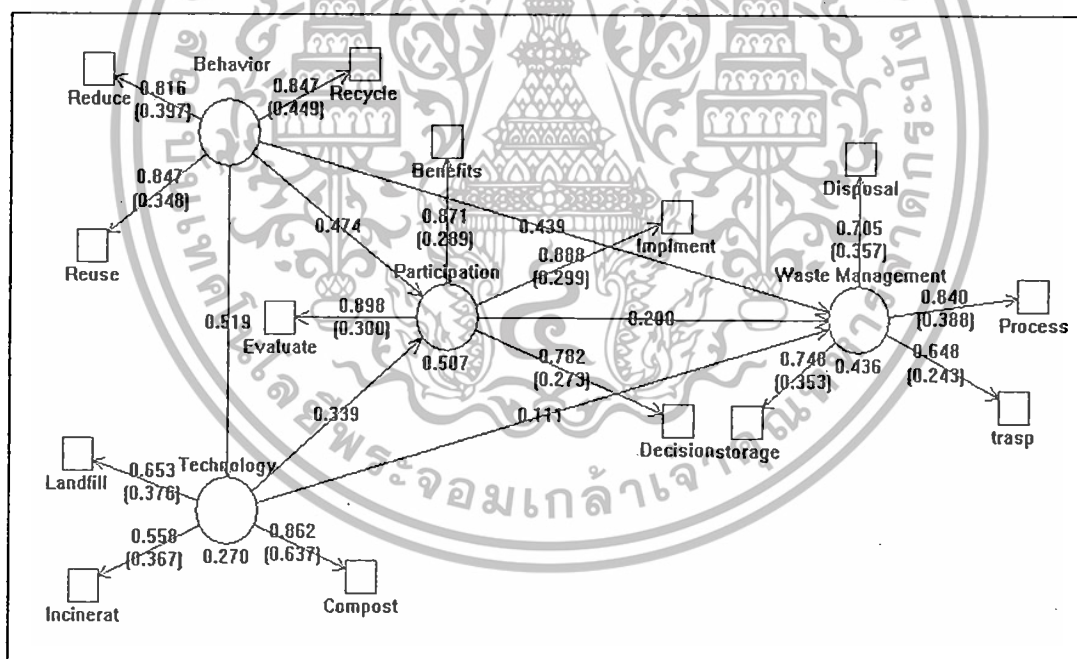 Behavior
Reduce
0.816
(0.397)
0.847
(0.449)
Recycle
0.847
(0.348)
Reuse
Benefits
0.871
(0.289)
0.474
0.439
Disposal
0.705
(0.357)
0.888
(0.299)
Implment
Participation
Waste Management
0.898
(0.300)
Evaluate
0.507
0.200
0.840
(0.388)
Process
0.519
0.782
(0.273)
0.748
(0.353)
0.436
0.648
(0.243)
0.339
0.111
Decision
storage
trasp
Technology
Landfill
0.653
(0.376)
0.558
(0.367)
Incinerat
0.270
0.862
(0.637)
Compost